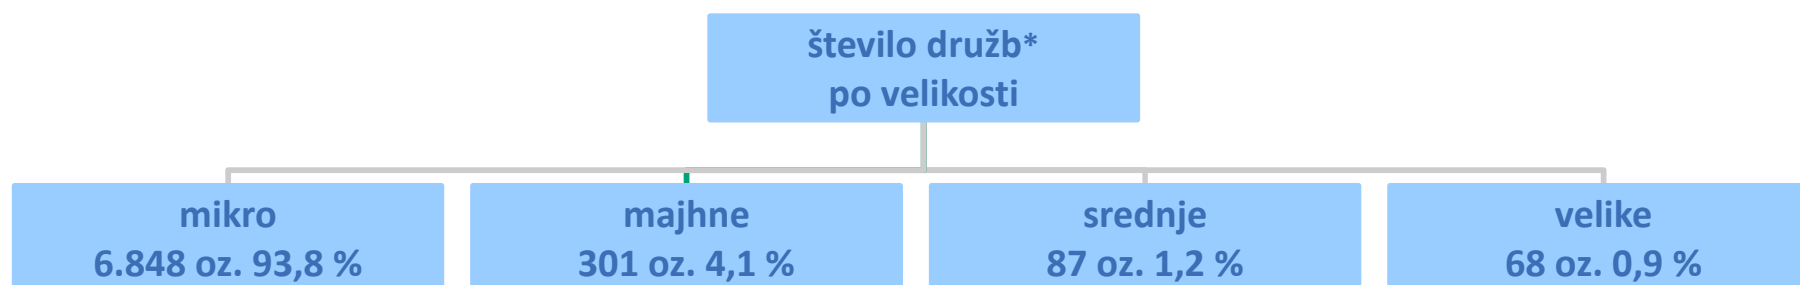 število družb*
po velikosti
mikro
6.848 oz. 93,8 %
majhne
301 oz. 4,1 %
srednje
87 oz. 1,2 %
velike
68 oz. 0,9 %